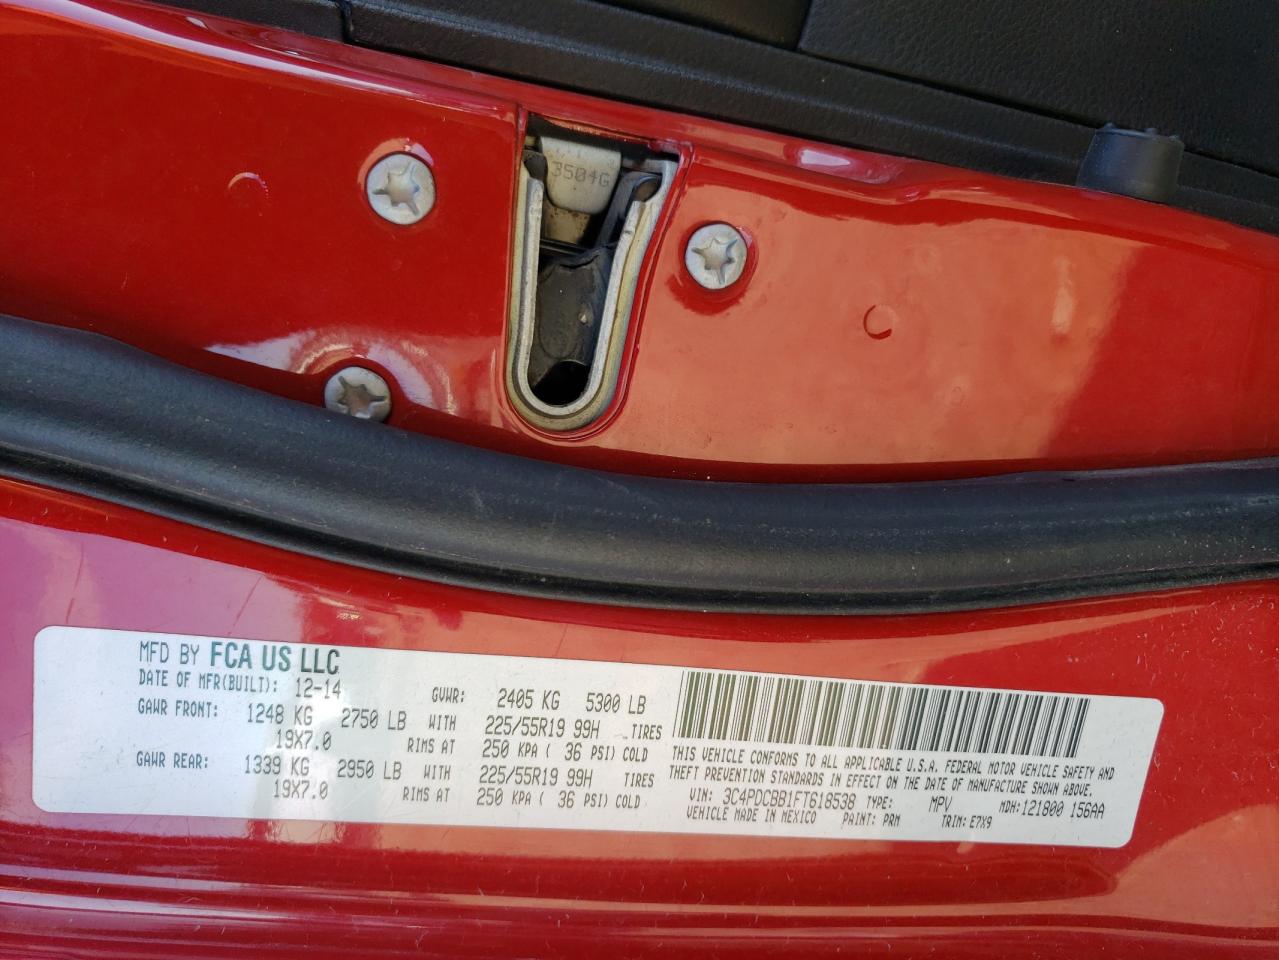 3504G
MFD BY FCA US LLC
DATE OF MFR(BUILT): 12-14 GVWR: 2405 KG 5300 LB
GAWR FRONT: 1248 KG 2750 LB WITH 225/55R19 99H TIRES
19X7.0 RIMS AT 250 KPA ( 36 PSI) COLD
GAWR REAR: 1339 KG 2950 LB WITH 225/55R19 99H TIRES
19X7.0 RIMS AT 250 KPA ( 36 PSI) COLD
THIS VEHICLE CONFORMS TO ALL APPLICABLE U.S.A. FEDERAL MOTOR VEHICLE SAFETY AND
THEFT PREVENTION STANDARDS IN EFFECT ON THE DATE OF MANUFACTURE SHOWN ABOVE.
VIN: 3C4PDCBB1FT618538 TYPE: MPV MDH: 121800 156AA
VEHICLE MADE IN MEXICO PAINT: PRM TRIM: E7X9